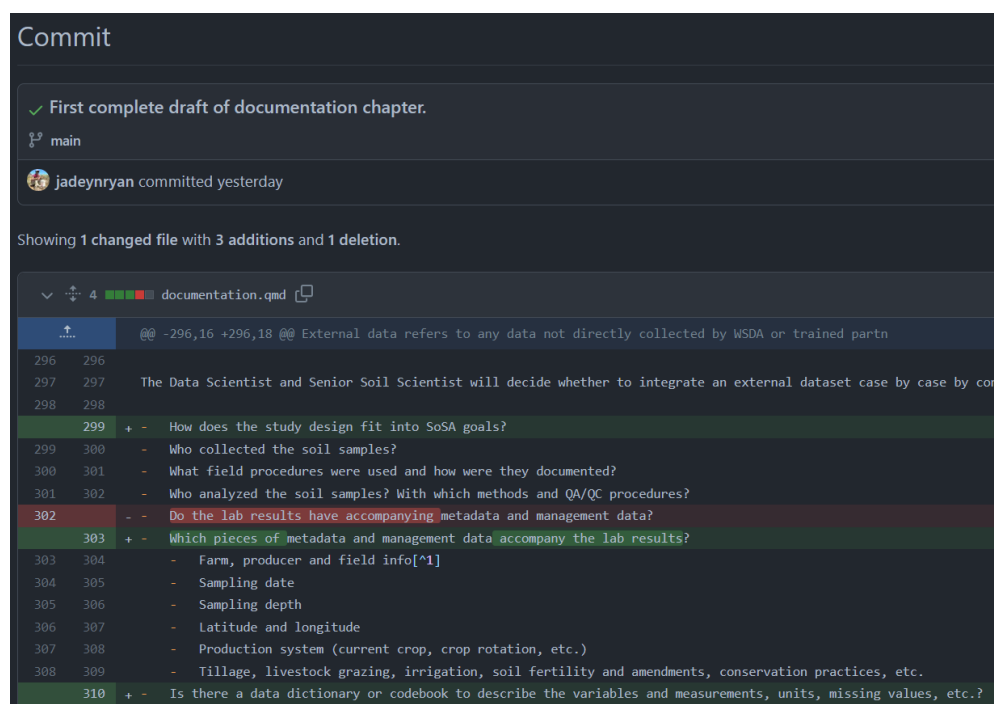 Commit
First complete draft of documentation chapter.
main
jadeynryan committed yesterday
Showing 1 changed file with 3 additions and 1 deletion.
4 documentation.qmd
@@ -296,16 +296,18 @@ External data refers to any data not directly collected by WSDA or trained partn
296 296
297 297 The Data Scientist and Senior Soil Scientist will decide whether to integrate an external dataset case by case by con
298 298
299 + - How does the study design fit into SoSA goals?
299 300 - Who collected the soil samples?
300 301 - What field procedures were used and how were they documented?
301 302 - Who analyzed the soil samples? With which methods and QA/QC procedures?
302 - - Do the lab results have accompanying metadata and management data?
303 + - Which pieces of metadata and management data accompany the lab results?
303 304 - Farm, producer and field info[^1]
304 305 - Sampling date
305 306 - Sampling depth
306 307 - Latitude and longitude
307 308 - Production system (current crop, crop rotation, etc.)
308 309 - Tillage, livestock grazing, irrigation, soil fertility and amendments, conservation practices, etc.
310 + - Is there a data dictionary or codebook to describe the variables and measurements, units, missing values, etc.?